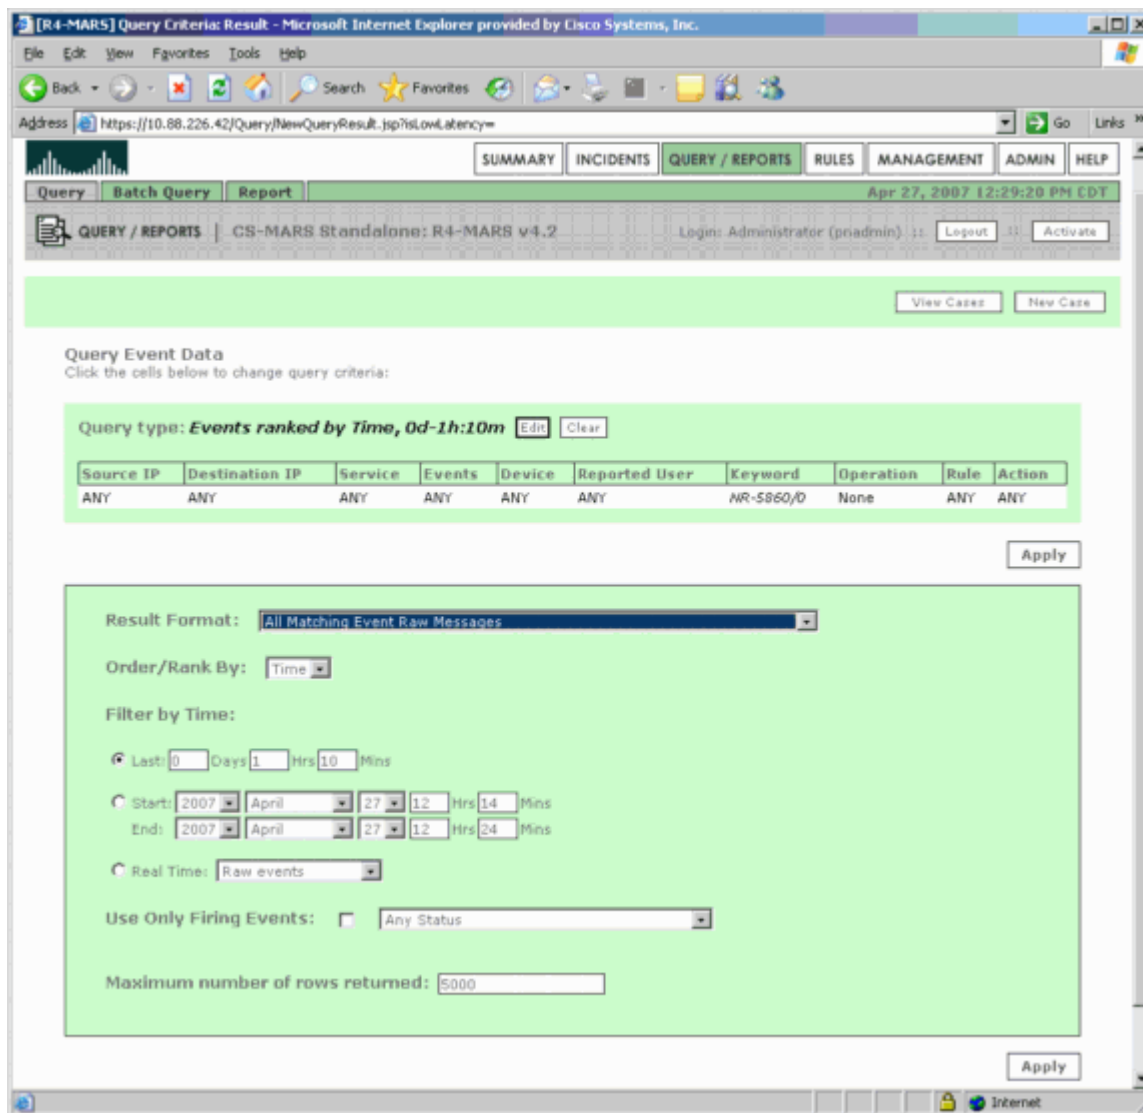 [R4-MARS] Query Criteria: Result - Microsoft Internet Explorer provided by Cisco Systems, Inc.
File Edit View Favorites Tools Help
Back Search Favorites
Address https://10.88.226.42/Query/NewQueryResult.jsp?isLowLatency= Go Links
SUMMARY INCIDENTS QUERY / REPORTS RULES MANAGEMENT ADMIN HELP
Query Batch Query Report Apr 27, 2007 12:29:20 PM CDT
QUERY / REPORTS | CS-MARS Standalone: R4-MARS v4.2 Login: Administrator (pnadmin) :: Logout :: Activate
View Cases New Case
Query Event Data
Click the cells below to change query criteria:
Query type: Events ranked by Time, 0d-1h:10m Edit Clear
Source IP Destination IP Service Events Device Reported User Keyword Operation Rule Action
ANY ANY ANY ANY ANY ANY NR-5860/0 None ANY ANY
Apply
Result Format: All Matching Event Raw Messages
Order/Rank By: Time
Filter by Time:
Last: 0 Days 1 Hrs 10 Mins
Start: 2007 April 27 12 Hrs 14 Mins
End: 2007 April 27 12 Hrs 24 Mins
Real Time: Raw events
Use Only Firing Events: Any Status
Maximum number of rows returned: 5000
Apply
Internet